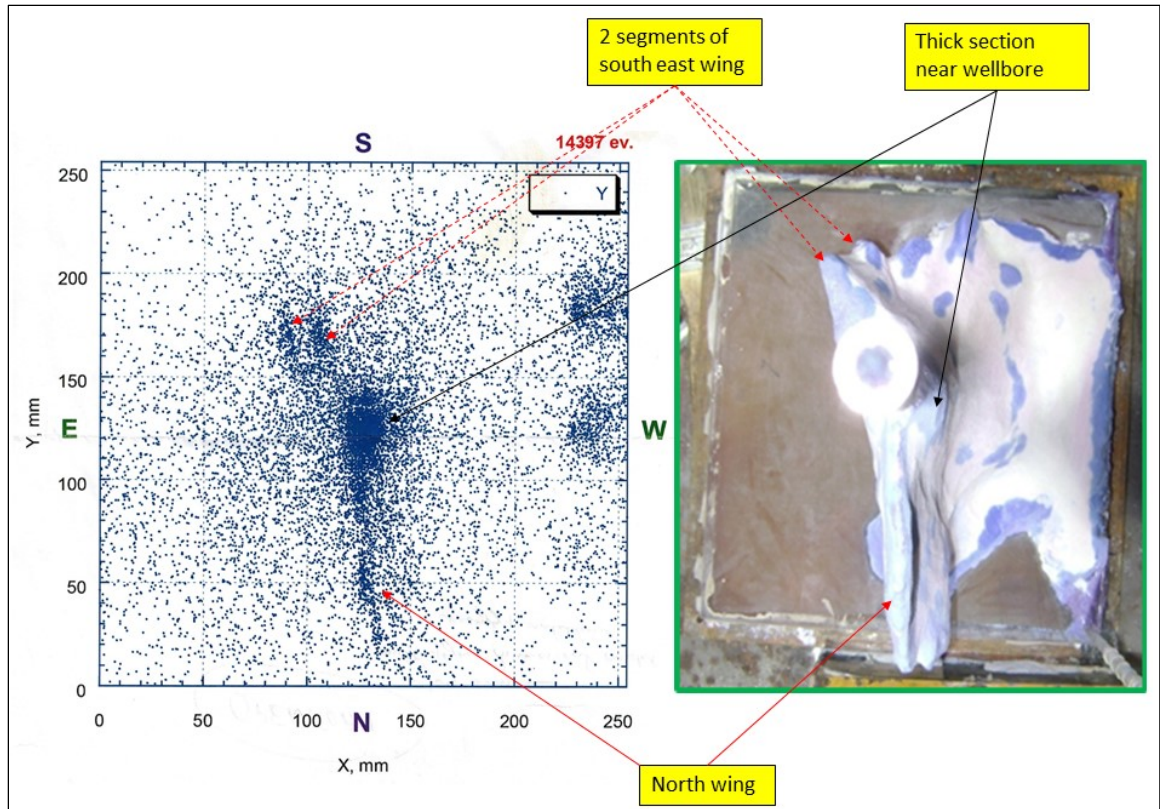 2 segments of
south east wing
Thick section
near wellbore
S
14397 ev.
250
Y
200
150
E
Y, mm
W
100
50
0
0
50
100
150
200
250
N
X, mm
North wing